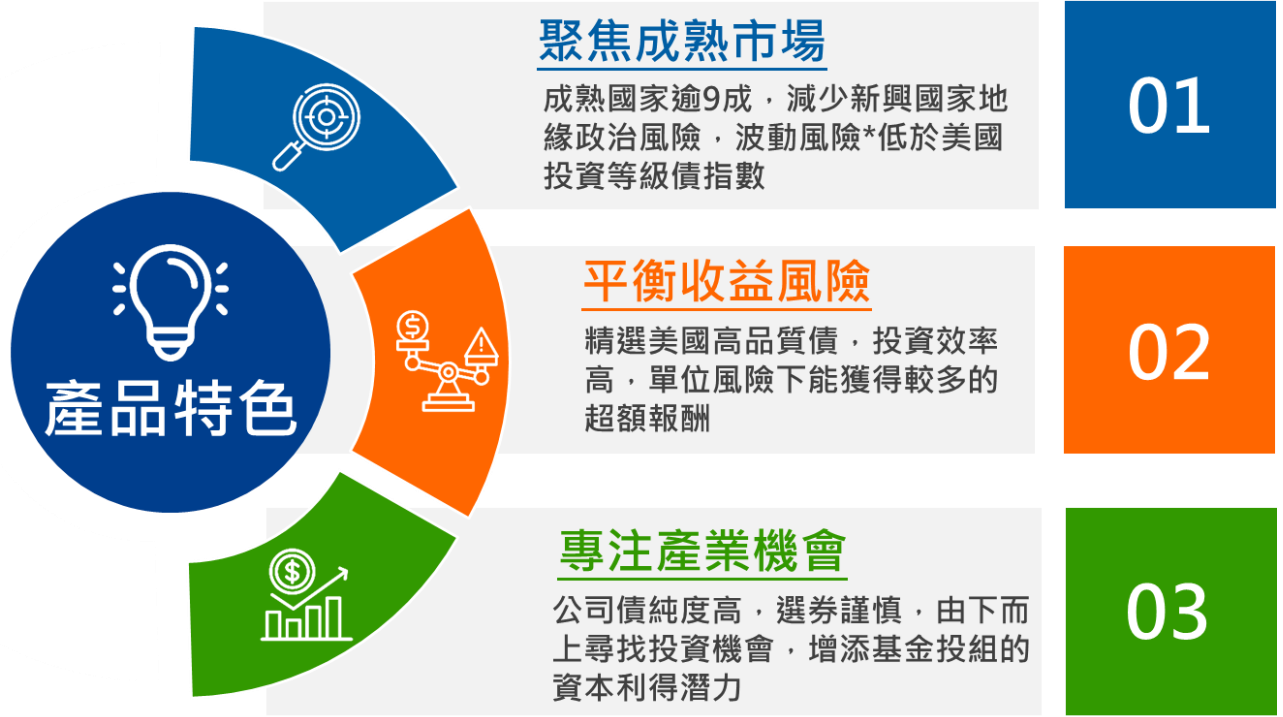 產品特色
聚焦成熟市場
成熟國家逾9成，減少新興國家地
緣政治風險，波動風險*低於美國
投資等級債指數
01
平衡收益風險
精選美國高品質債，投資效率
高，單位風險下能獲得較多的
超額報酬
02
專注產業機會
公司債純度高，選券謹慎，由下而
上尋找投資機會，增添基金投組的
資本利得潛力
03